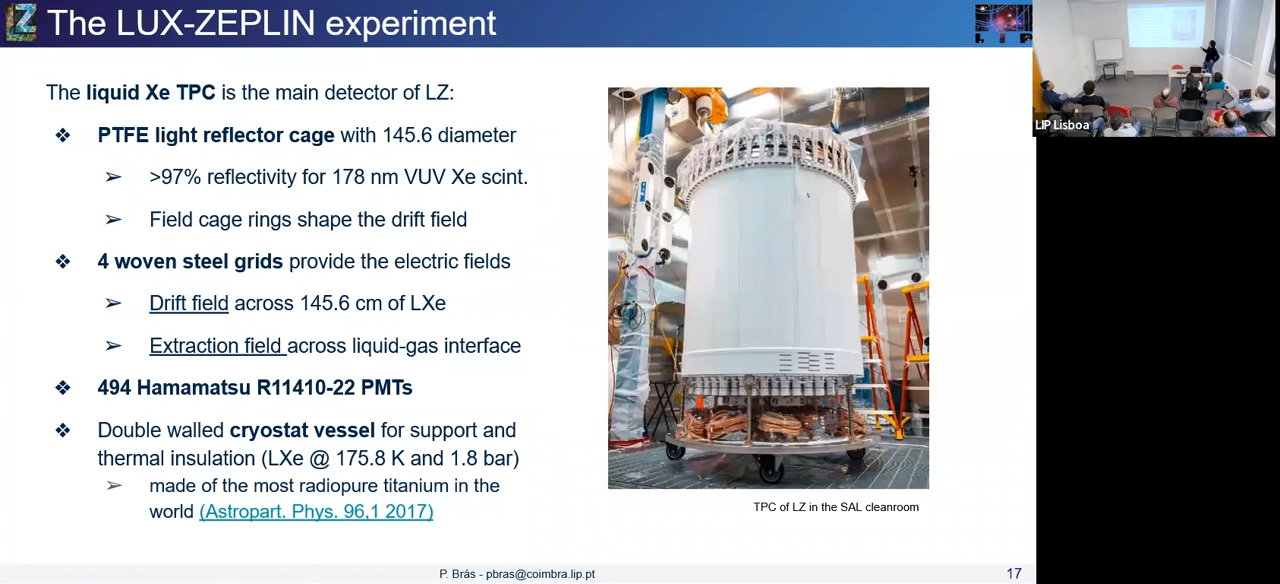 The LUX-ZEPLIN experiment
The liquid Xe TPC is the main detector of LZ:
❖ PTFE light reflector cage with 145.6 diameter
➢ >97% reflectivity for 178 nm VUV Xe scint.
➢ Field cage rings shape the drift field
❖ 4 woven steel grids provide the electric fields
➢ Drift field across 145.6 cm of LXe
➢ Extraction field across liquid-gas interface
❖ 494 Hamamatsu R11410-22 PMTs
❖ Double walled cryostat vessel for support and
thermal insulation (LXe @ 175.8 K and 1.8 bar)
➢ made of the most radiopure titanium in the
world (Astropart. Phys. 96,1 2017)
TPC of LZ in the SAL cleanroom
P. Brás - pbras@coimbra.lip.pt
17
LIP Lisboa